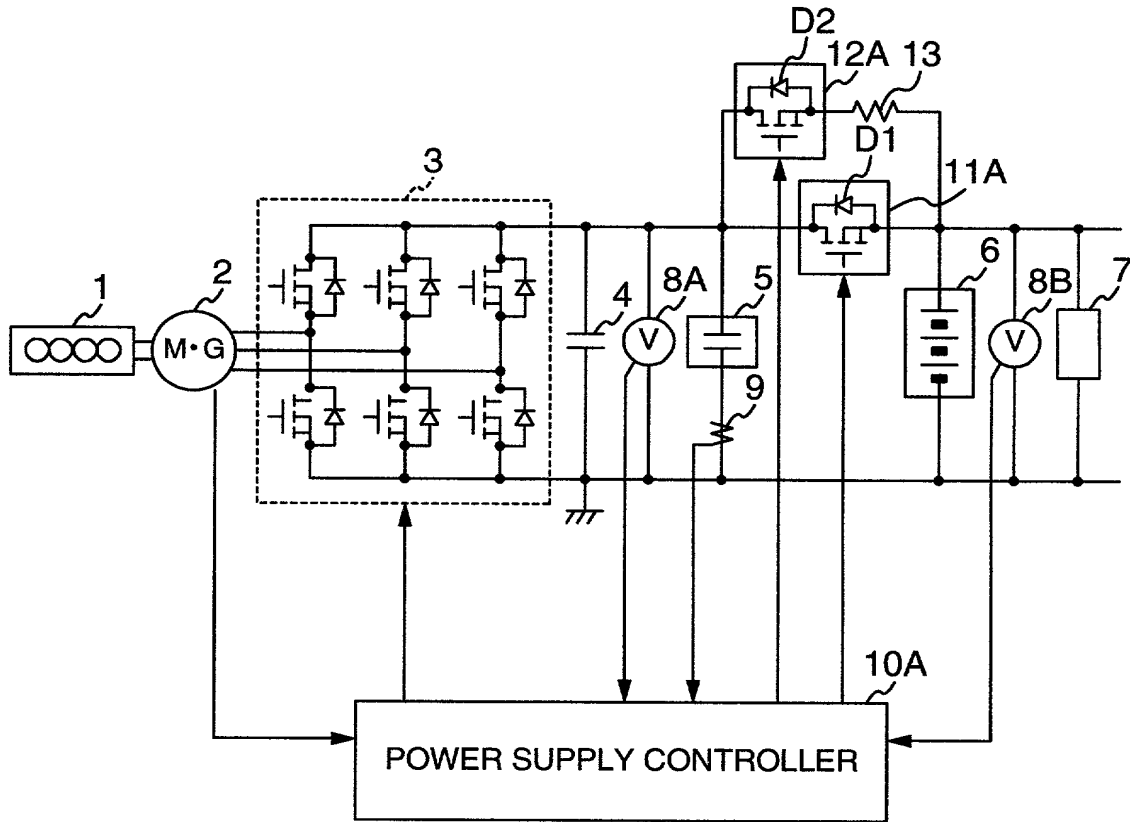 D2
12A
13
D1
11A
3
1
2
4
8A
5
6
8B
7
M·G
V
V
9
10A
POWER SUPPLY CONTROLLER